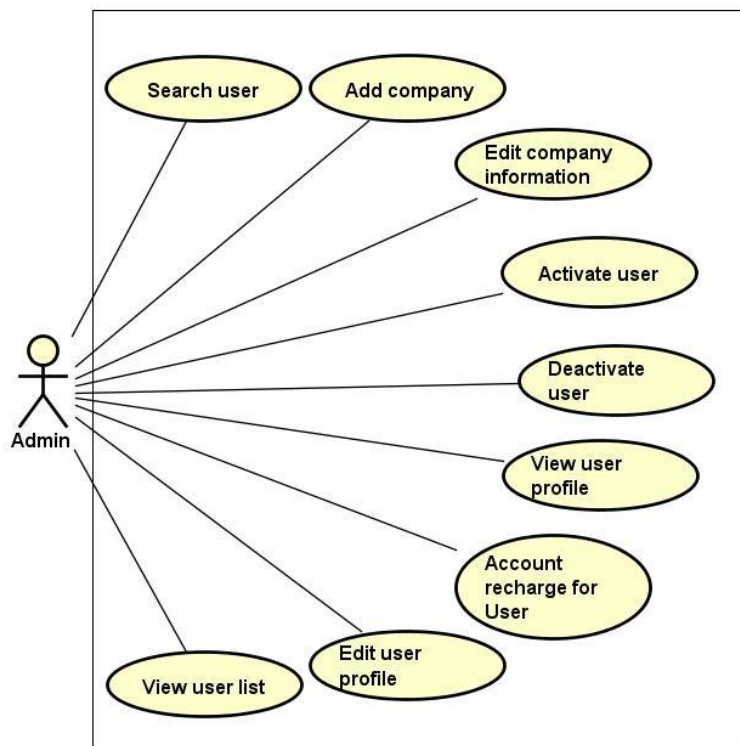 Search user
Add company
Edit company
information
Activate user
Admin
Deactivate
user
View user
profile
Account
recharge for
User
Edit user
profile
View user list